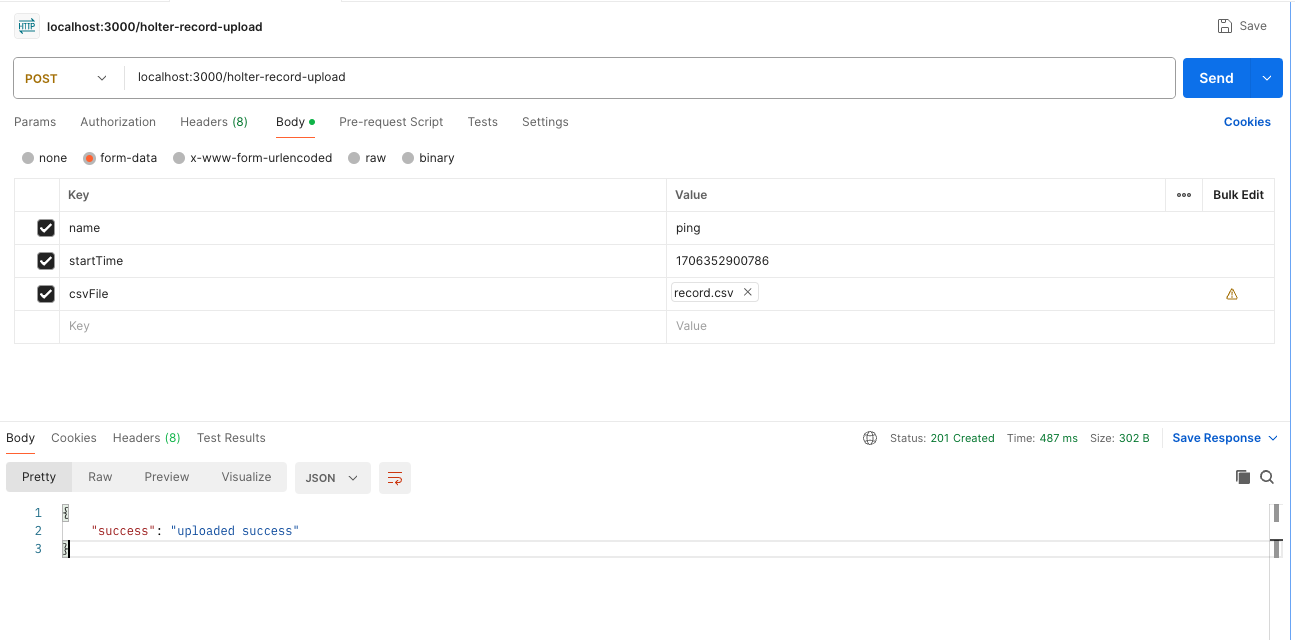 HTTP localhost:3000/holter-record-upload Save
POST localhost:3000/holter-record-upload Send
Params Authorization Headers (8) Body Pre-request Script Tests Settings Cookies
none form-data x-www-form-urlencoded raw binary
Key Value ••• Bulk Edit
name ping
startTime 1706352900786
csvFile record.csv
Key Value
Body Cookies Headers (8) Test Results Status: 201 Created Time: 487 ms Size: 302 B Save Response
Pretty Raw Preview Visualize JSON
1 {
2 "success": "uploaded success"
3 }